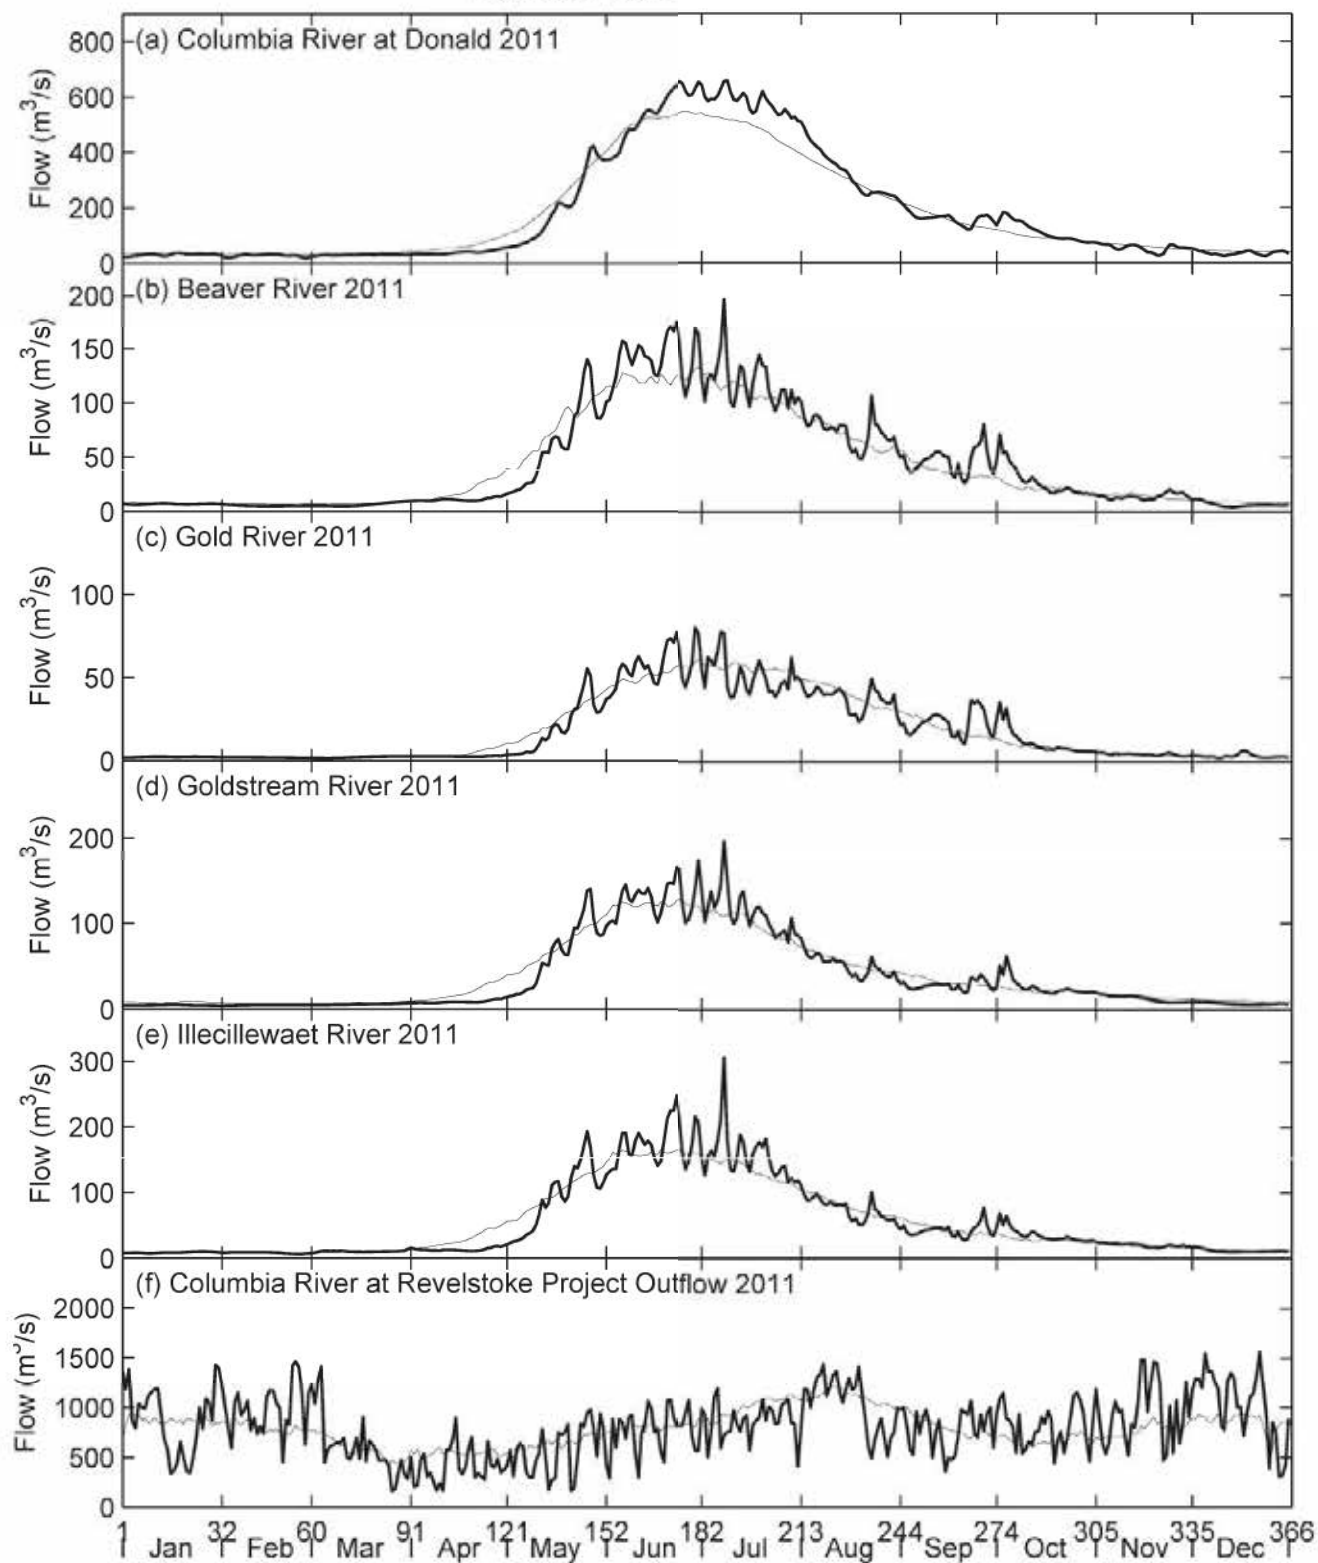 (a) Columbia River at Donald 2011
Flow (m³/s)
800
600
400
200
0
(b) Beaver River 2011
Flow (m³/s)
200
150
100
50
0
(c) Gold River 2011
Flow (m³/s)
100
50
0
(d) Goldstream River 2011
Flow (m³/s)
200
100
0
(e) Illecillewaet River 2011
Flow (m³/s)
300
200
100
0
(f) Columbia River at Revelstoke Project Outflow 2011
Flow (m³/s)
2000
1500
1000
500
0
1 32 60 91 121 152 182 213 244 274 305 335 366
Jan Feb Mar Apr May Jun Jul Aug Sep Oct Nov Dec